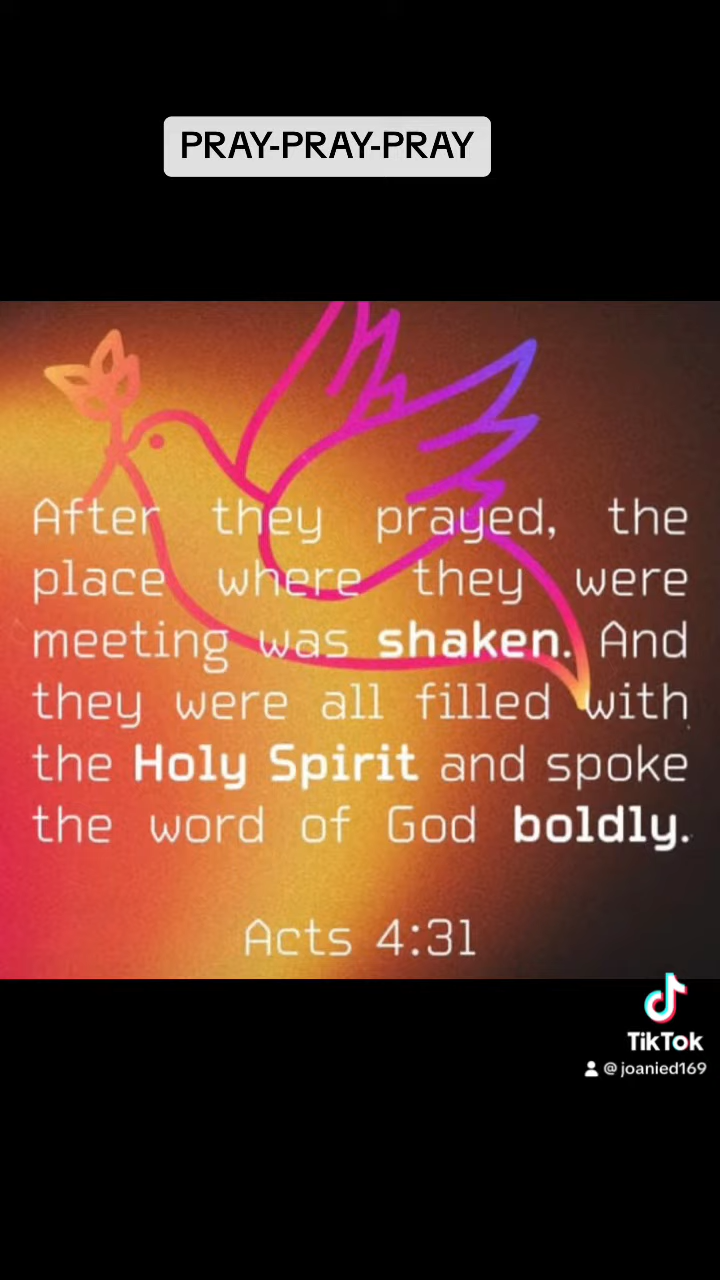 PRAY-PRAY-PRAY
After they prayed, the
place where they were
meeting was shaken. And
they were all filled with
the Holy Spirit and spoke
the word of God boldly.
Acts 4:31
TikTok
@joanied169